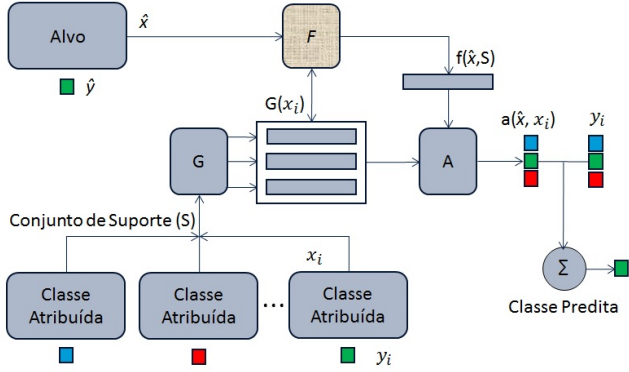 Alvo
x̂
F
ŷ
f(x̂,S)
G(xᵢ)
G
A
a(x̂, xᵢ)
yᵢ
Conjunto de Suporte (S)
xᵢ
Classe
Atribuída
Classe
Atribuída
...
Classe
Atribuída
Σ
Classe Predita
yᵢ